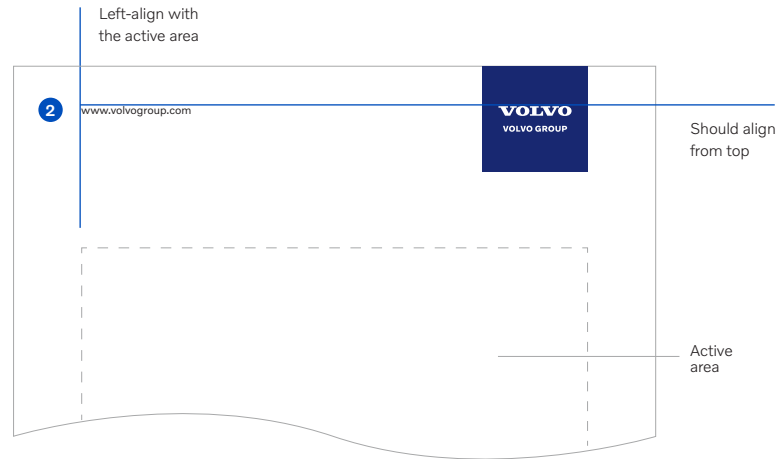 Left-align with
the active area
2
www.volvogroup.com
VOLVO
VOLVO GROUP
Should align
from top
Active
area